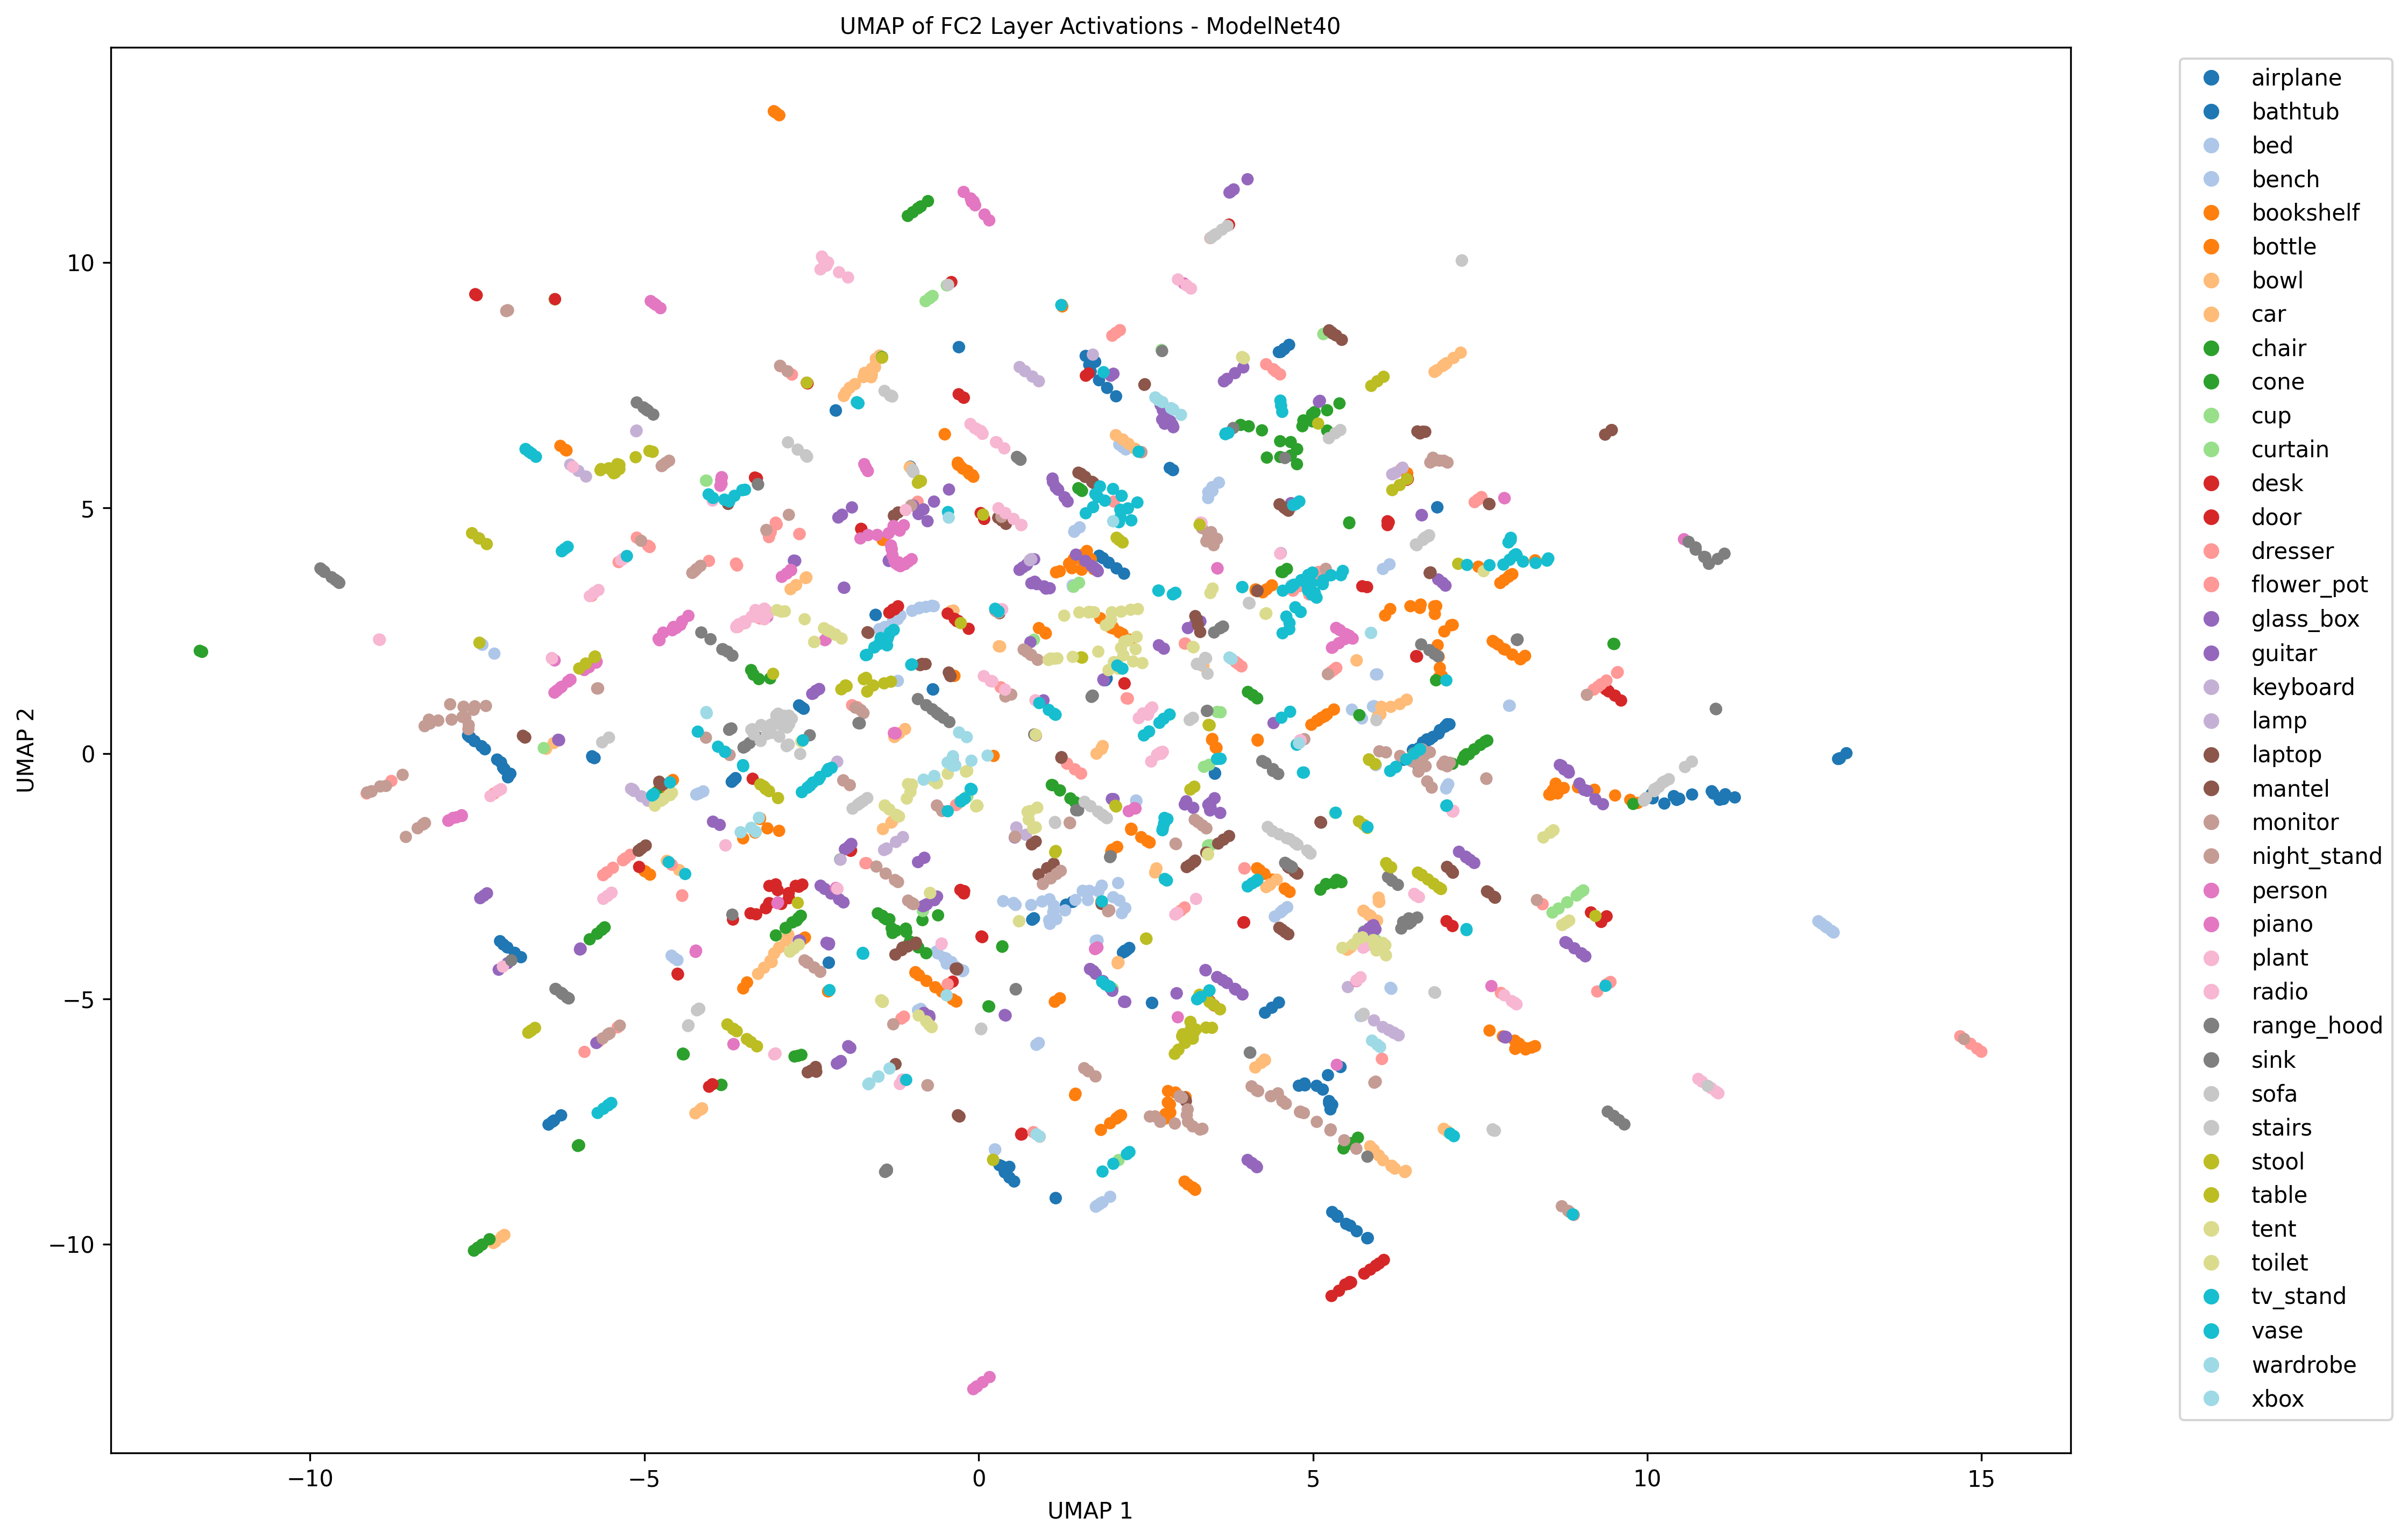 UMAP of FC2 Layer Activations - ModelNet40
UMAP 2
10
5
0
−5
−10
−10
−5
0
5
10
15
UMAP 1
airplane
bathtub
bed
bench
bookshelf
bottle
bowl
car
chair
cone
cup
curtain
desk
door
dresser
flower_pot
glass_box
guitar
keyboard
lamp
laptop
mantel
monitor
night_stand
person
piano
plant
radio
range_hood
sink
sofa
stairs
stool
table
tent
toilet
tv_stand
vase
wardrobe
xbox